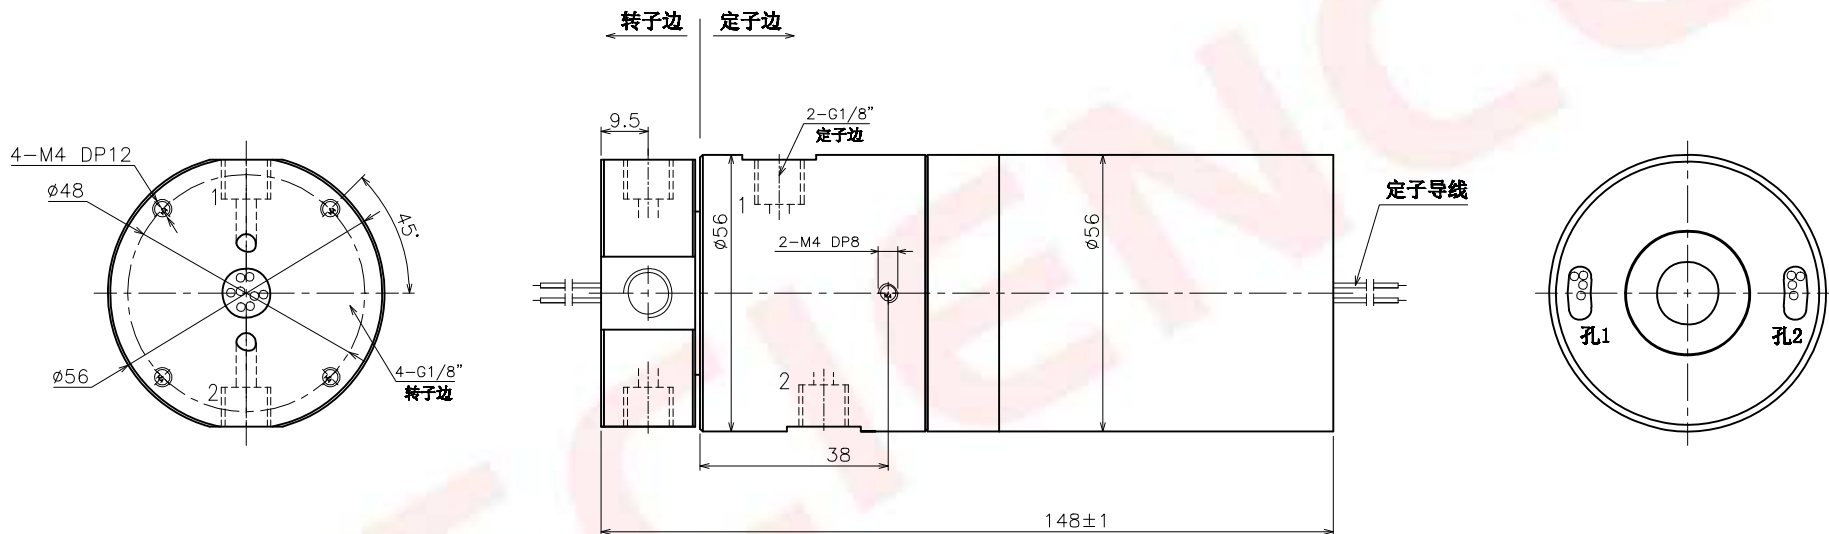 转子边
定子边
9.5
2-G1/8"
定子边
4-M4 DP12
ø48
1
45°
ø56
2
4-G1/8"
转子边
1
ø56
2-M4 DP8
ø56
定子导线
2
38
148±1
孔1
孔2
CIENC